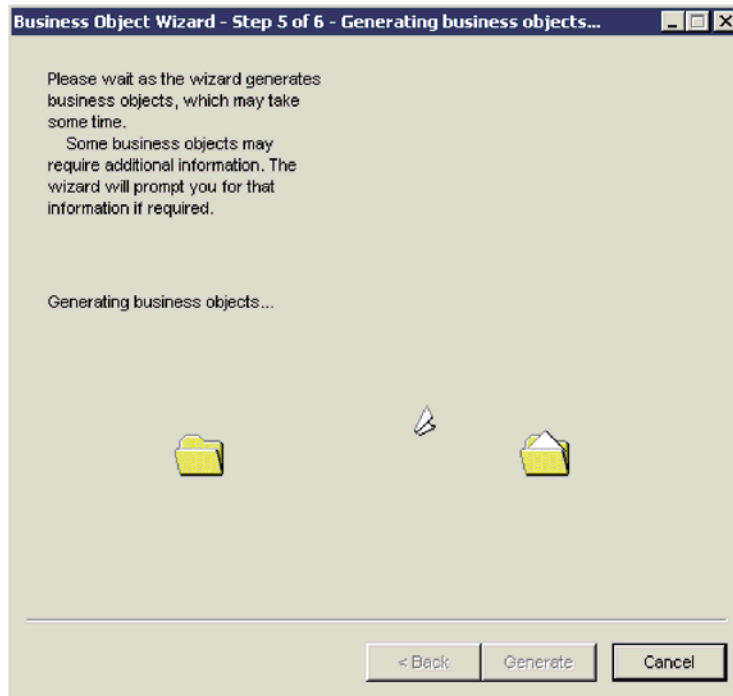 Business Object Wizard - Step 5 of 6 - Generating business objects...
Please wait as the wizard generates
business objects, which may take
some time.
Some business objects may
require additional information. The
wizard will prompt you for that
information if required.
Generating business objects...
< Back
Generate
Cancel